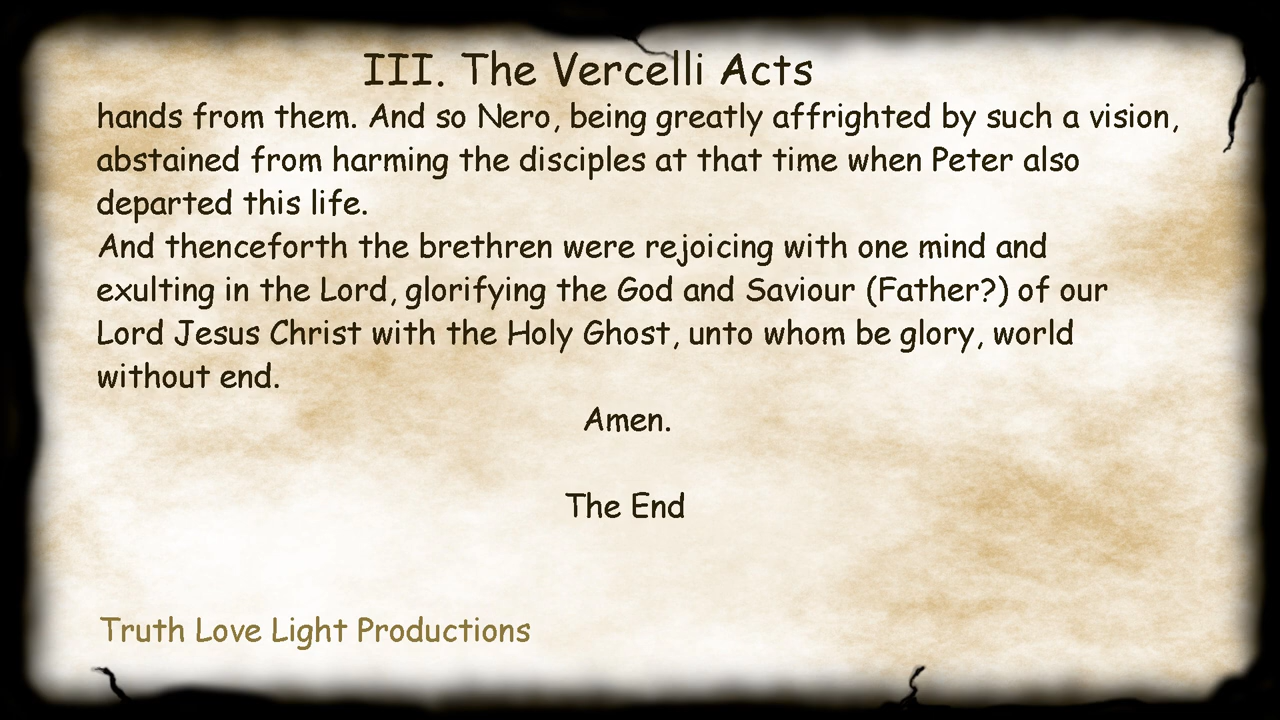 III. The Vercelli Acts
hands from them. And so Nero, being greatly affrighted by such a vision,
abstained from harming the disciples at that time when Peter also
departed this life.
And thenceforth the brethren were rejoicing with one mind and
exulting in the Lord, glorifying the God and Saviour (Father?) of our
Lord Jesus Christ with the Holy Ghost, unto whom be glory, world
without end.
Amen.
The End
Truth Love Light Productions